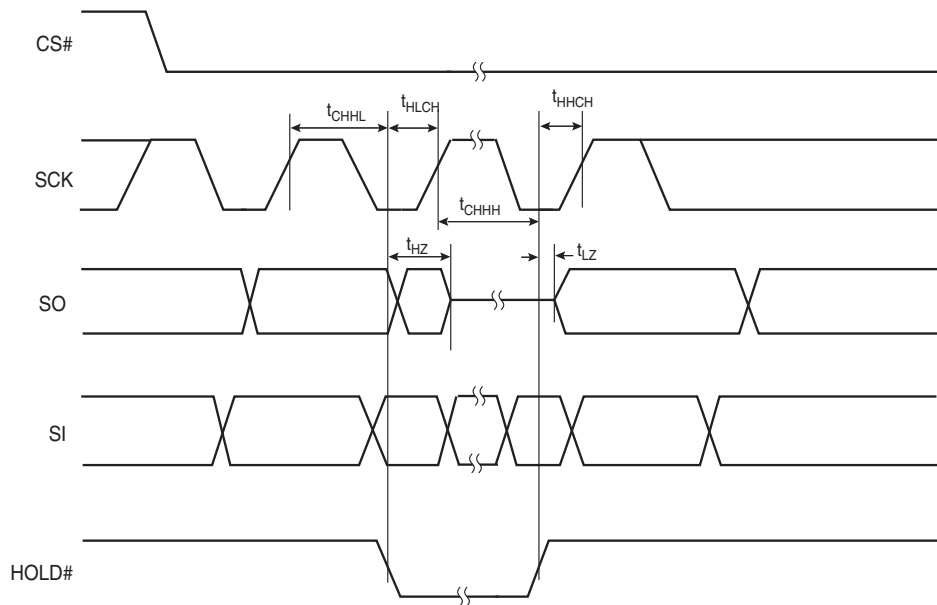 CS#
tCHHL
tHLCH
tHHCH
SCK
tCHHH
tHZ
tLZ
SO
SI
HOLD#